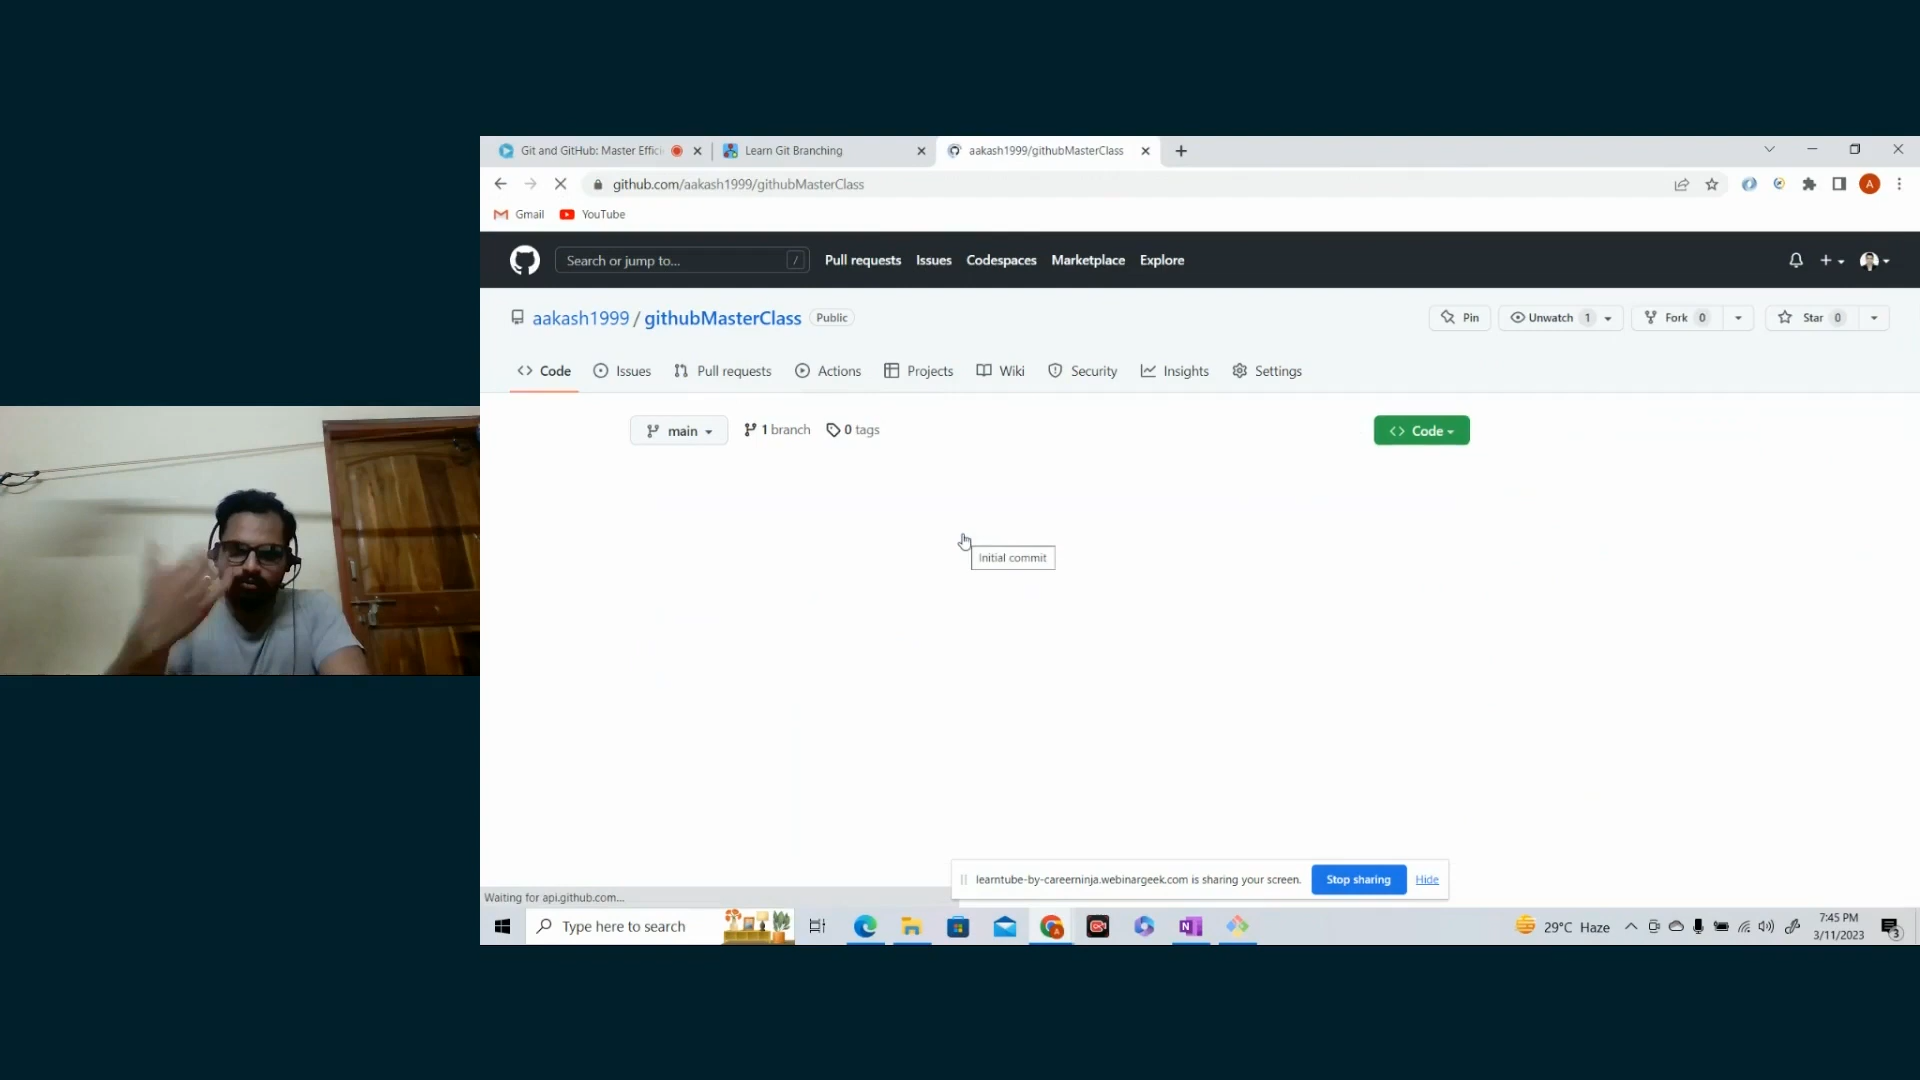 Git and GitHub: Master Effici
Learn Git Branching
aakash1999/githubMasterClass
github.com/aakash1999/githubMasterClass
A
Gmail YouTube
Search or jump to... /
Pull requests Issues Codespaces Marketplace Explore
aakash1999 / githubMasterClass Public
Pin Unwatch 1 Fork 0 Star 0
Code Issues Pull requests Actions Projects Wiki Security Insights Settings
main 1 branch 0 tags
<> Code
Initial commit
learntube-by-careerninja.webinargeek.com is sharing your screen. Stop sharing Hide
Waiting for api.github.com...
Type here to search
29°C Haze
7:45 PM
3/11/2023
3